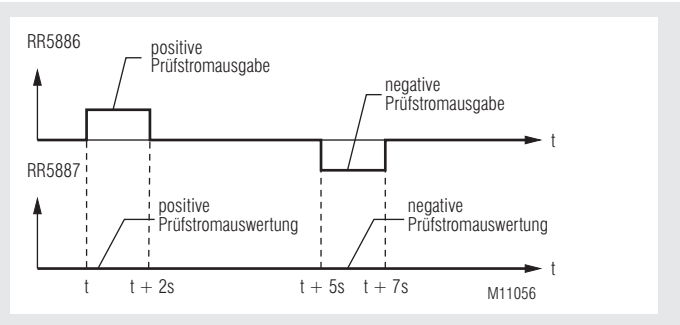 RR5886
positive
Prüfstromausgabe
negative
Prüfstromausgabe
t
RR5887
positive
Prüfstromauswertung
negative
Prüfstromauswertung
t
t
t + 2s
t + 5s
t + 7s
M11056